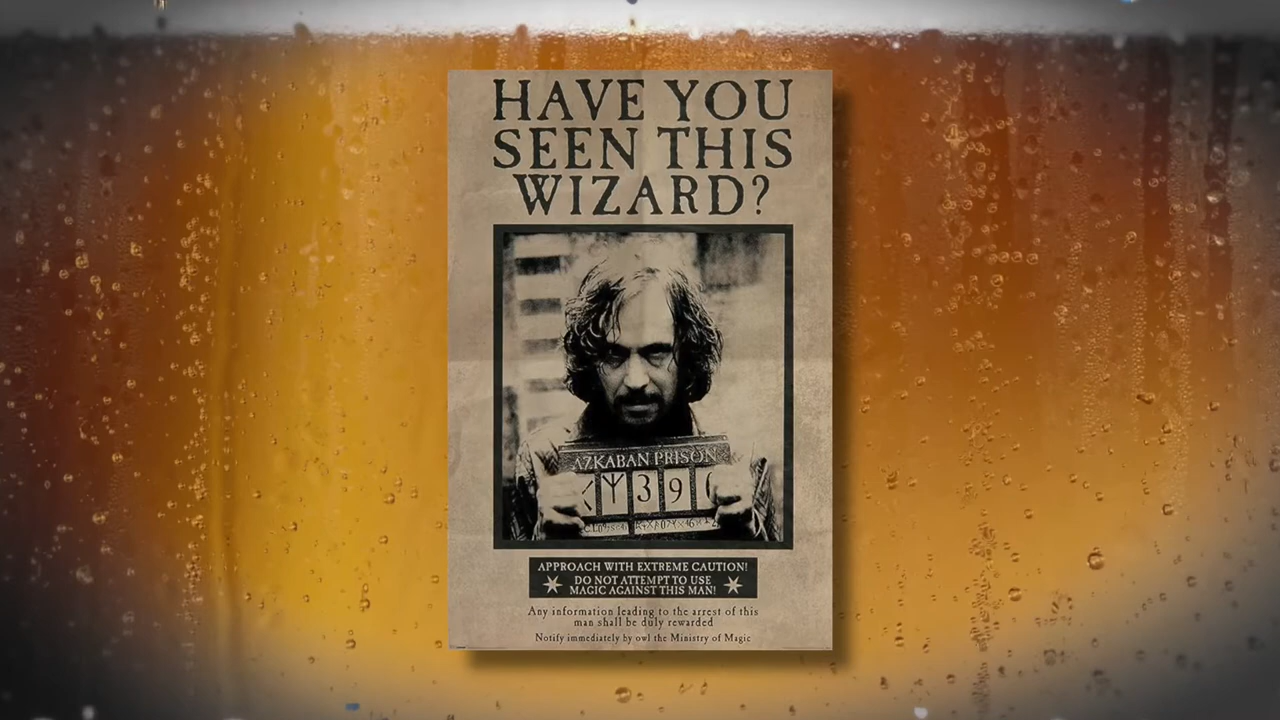 HAVE YOU
SEEN THIS
WIZARD?
AZKABAN PRISON
390
APPROACH WITH EXTREME CAUTION!
DO NOT ATTEMPT TO USE
MAGIC AGAINST THIS MAN!
Any information leading to the arrest of this
man shall be duly rewarded
Notify immediately by owl the Ministry of Magic